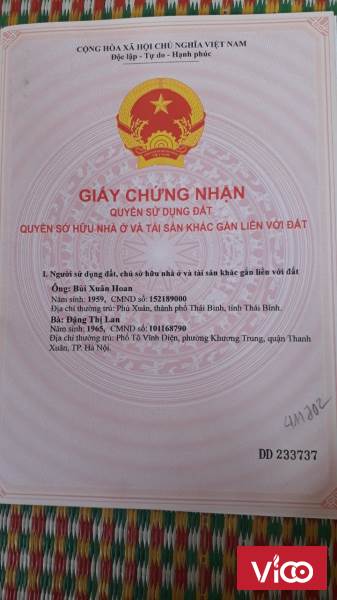 CỘNG HÒA XÃ HỘI CHỦ NGHĨA VIỆT NAM
Độc lập - Tự do - Hạnh phúc
GIẤY CHỨNG NHẬN
QUYỀN SỬ DỤNG ĐẤT
QUYỀN SỞ HỮU NHÀ Ở VÀ TÀI SẢN KHÁC GẮN LIỀN VỚI ĐẤT
I. Người sử dụng đất, chủ sở hữu nhà ở và tài sản khác gắn liền với đất
Ông: Bùi Xuân Hoan
Năm sinh: 1959, CMND số: 152189000
Địa chỉ thường trú: Phú Xuân, thành phố Thái Bình, tỉnh Thái Bình.
Bà: Đặng Thị Lan
Năm sinh: 1965, CMND số: 101168790
Địa chỉ thường trú: Phố Tô Vĩnh Diện, phường Khương Trung, quận Thanh
Xuân, TP. Hà Nội.
DD 233737
ViCO